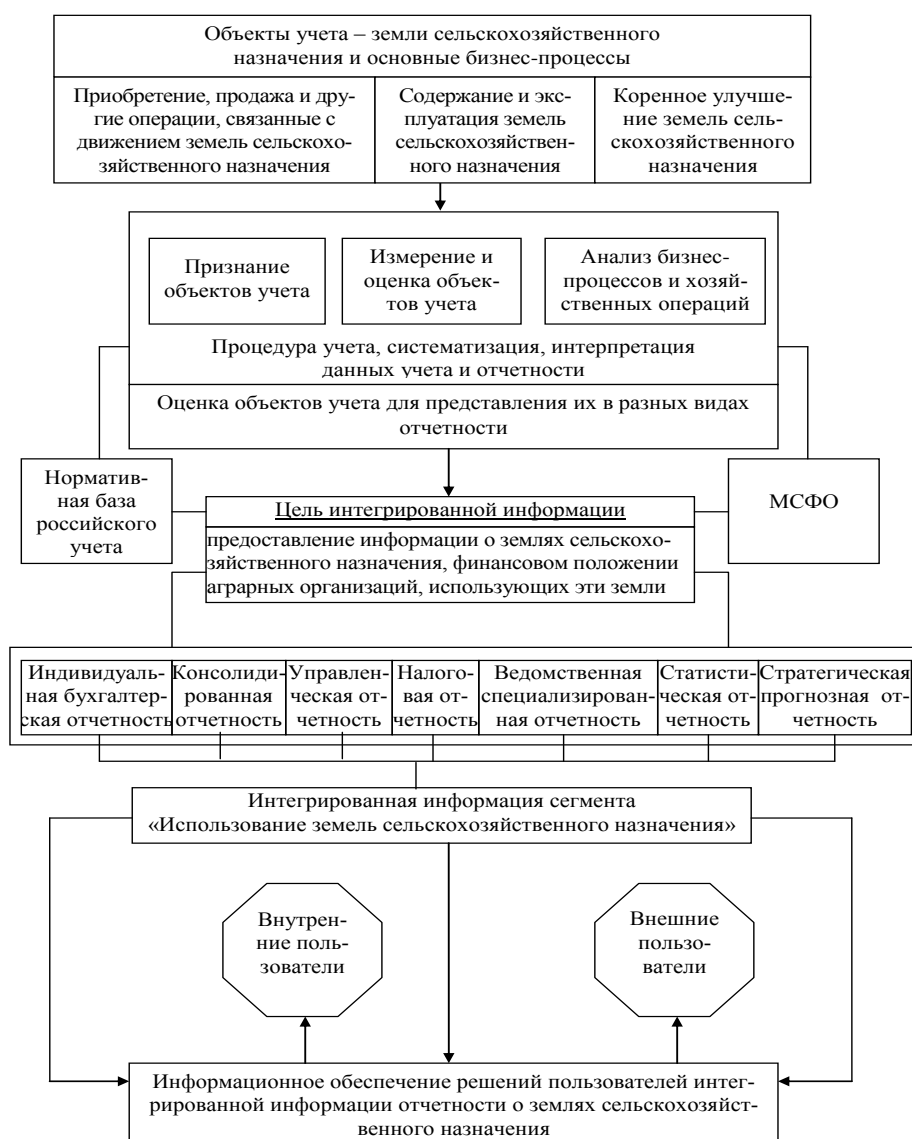 Объекты учета – земли сельскохозяйственного
назначения и основные бизнес-процессы
Приобретение, продажа и дру-
гие операции, связанные с
движением земель сельскохо-
зяйственного назначения
Содержание и экс-
плуатация земель
сельскохозяйствен-
ного назначения
Коренное улучше-
ние земель сель-
скохозяйственного
назначения
Признание
объектов учета
Измерение и
оценка объек-
тов учета
Анализ бизнес-
процессов и хозяй-
ственных операций
Процедура учета, систематизация, интерпретация
данных учета и отчетности
Оценка объектов учета для представления их в разных видах
отчетности
Норматив-
ная база
российского
учета
МСФО
Цель интегрированной информации
предоставление информации о землях сельскохо-
зяйственного назначения, финансовом положении
аграрных организаций, использующих эти земли
Индивидуаль-
ная бухгалтер-
ская отчетность
Консолиди-
рованная
отчетность
Управлен-
ческая от-
четность
Налого-
вая от-
четность
Ведомственная
специализирован-
ная отчетность
Статисти-
ческая от-
четность
Стратегическая
прогнозная от-
четность
Интегрированная информация сегмента
«Использование земель сельскохозяйственного назначения»
Внутрен-
ние поль-
зователи
Внешние
пользо-
ватели
Информационное обеспечение решений пользователей интег-
рированной информации отчетности о землях сельскохозяйст-
венного назначения